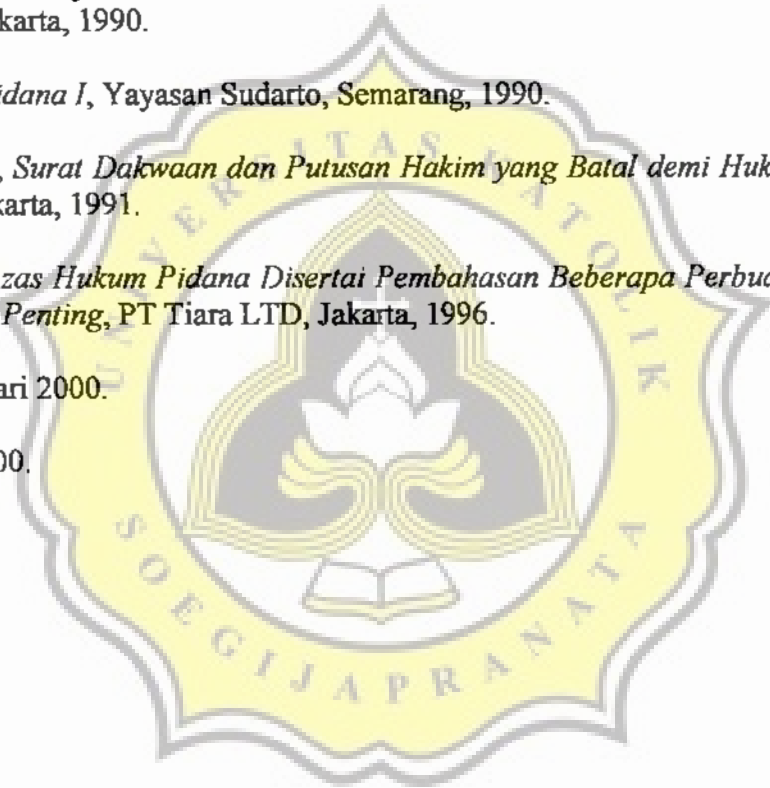 karta, 1990.
idana I, Yayasan Sudarto, Semarang, 1990.
, Surat Dakwaan dan Putusan Hakim yang Batal demi Huk
karta, 1991.
zas Hukum Pidana Disertai Pembahasan Beberapa Perbua
Penting, PT Tiara LTD, Jakarta, 1996.
ari 2000.
00.
UNIVERSITAS KATOLIK
SOEGIJAPRANATA